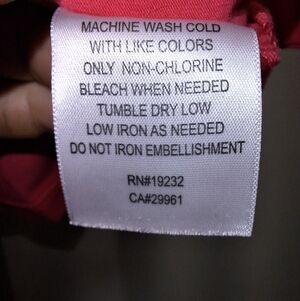 MACHINE WASH COLD
WITH LIKE COLORS
ONLY NON-CHLORINE
BLEACH WHEN NEEDED
TUMBLE DRY LOW
LOW IRON AS NEEDED
DO NOT IRON EMBELLISHMENT
RN#19232
CA#29961